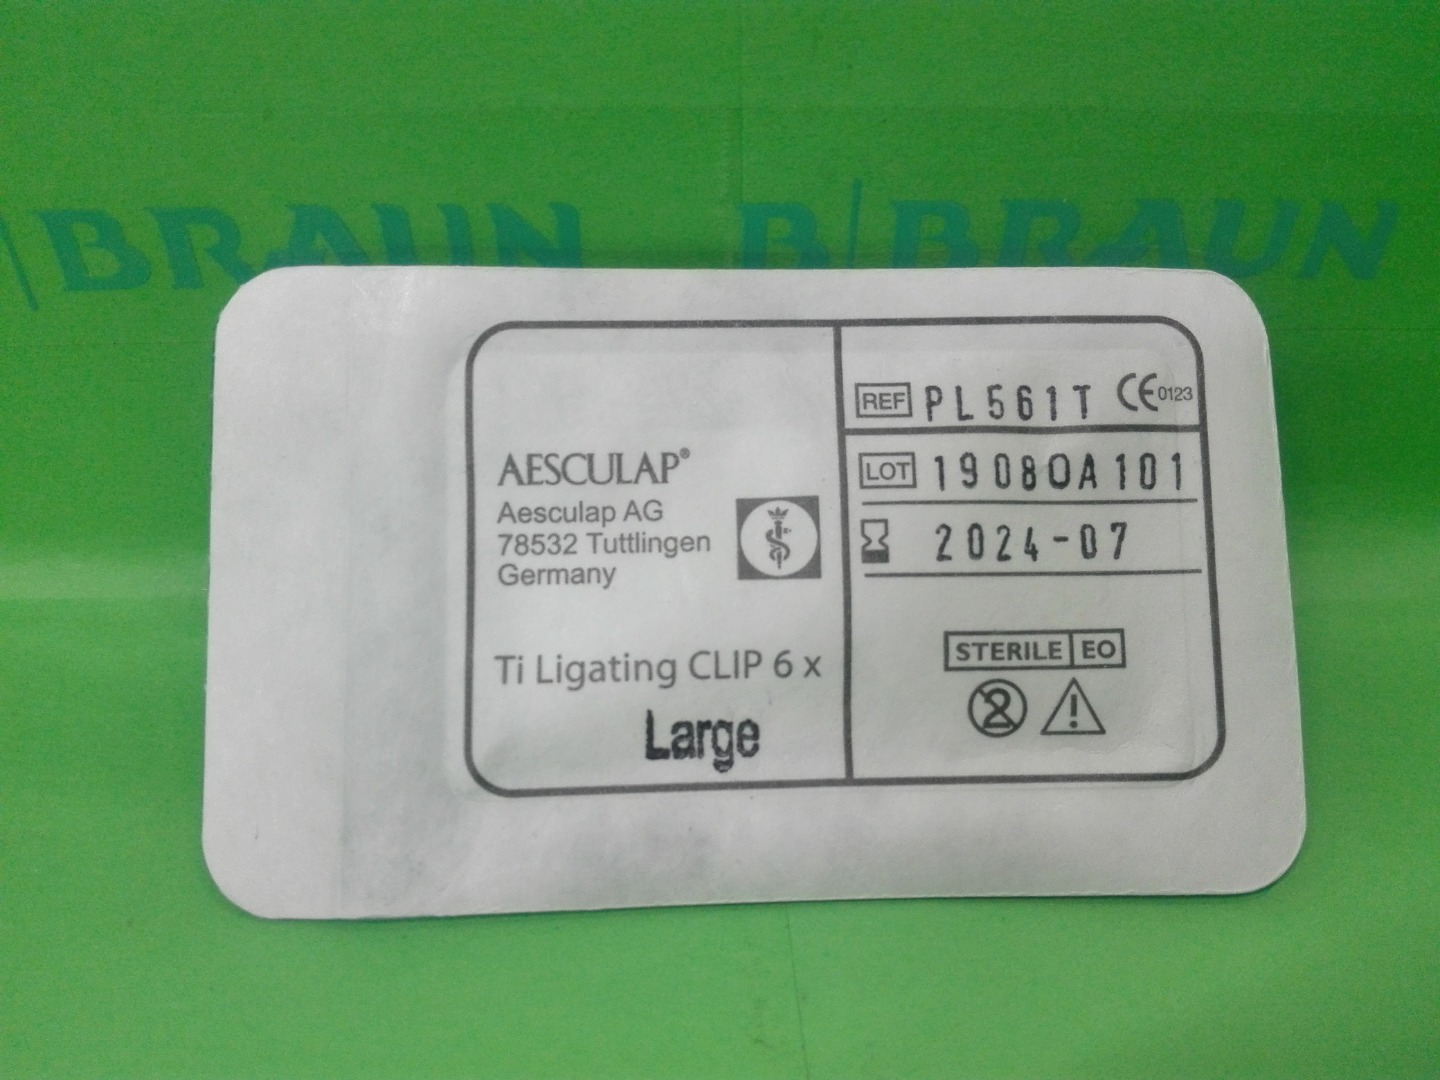 B|BRAUN B|BRAUN
AESCULAP®
Aesculap AG
78532 Tuttlingen
Germany
Ti Ligating CLIP 6 x
Large
REF PL561T CE 0123
LOT 19080A101
2024-07
STERILE EO
2